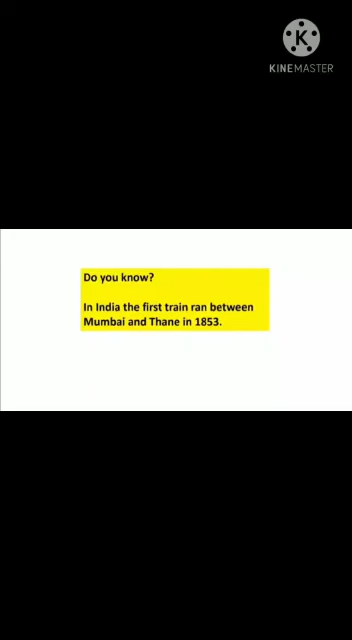 KINEMASTER
Do you know?
In India the first train ran between
Mumbai and Thane in 1853.